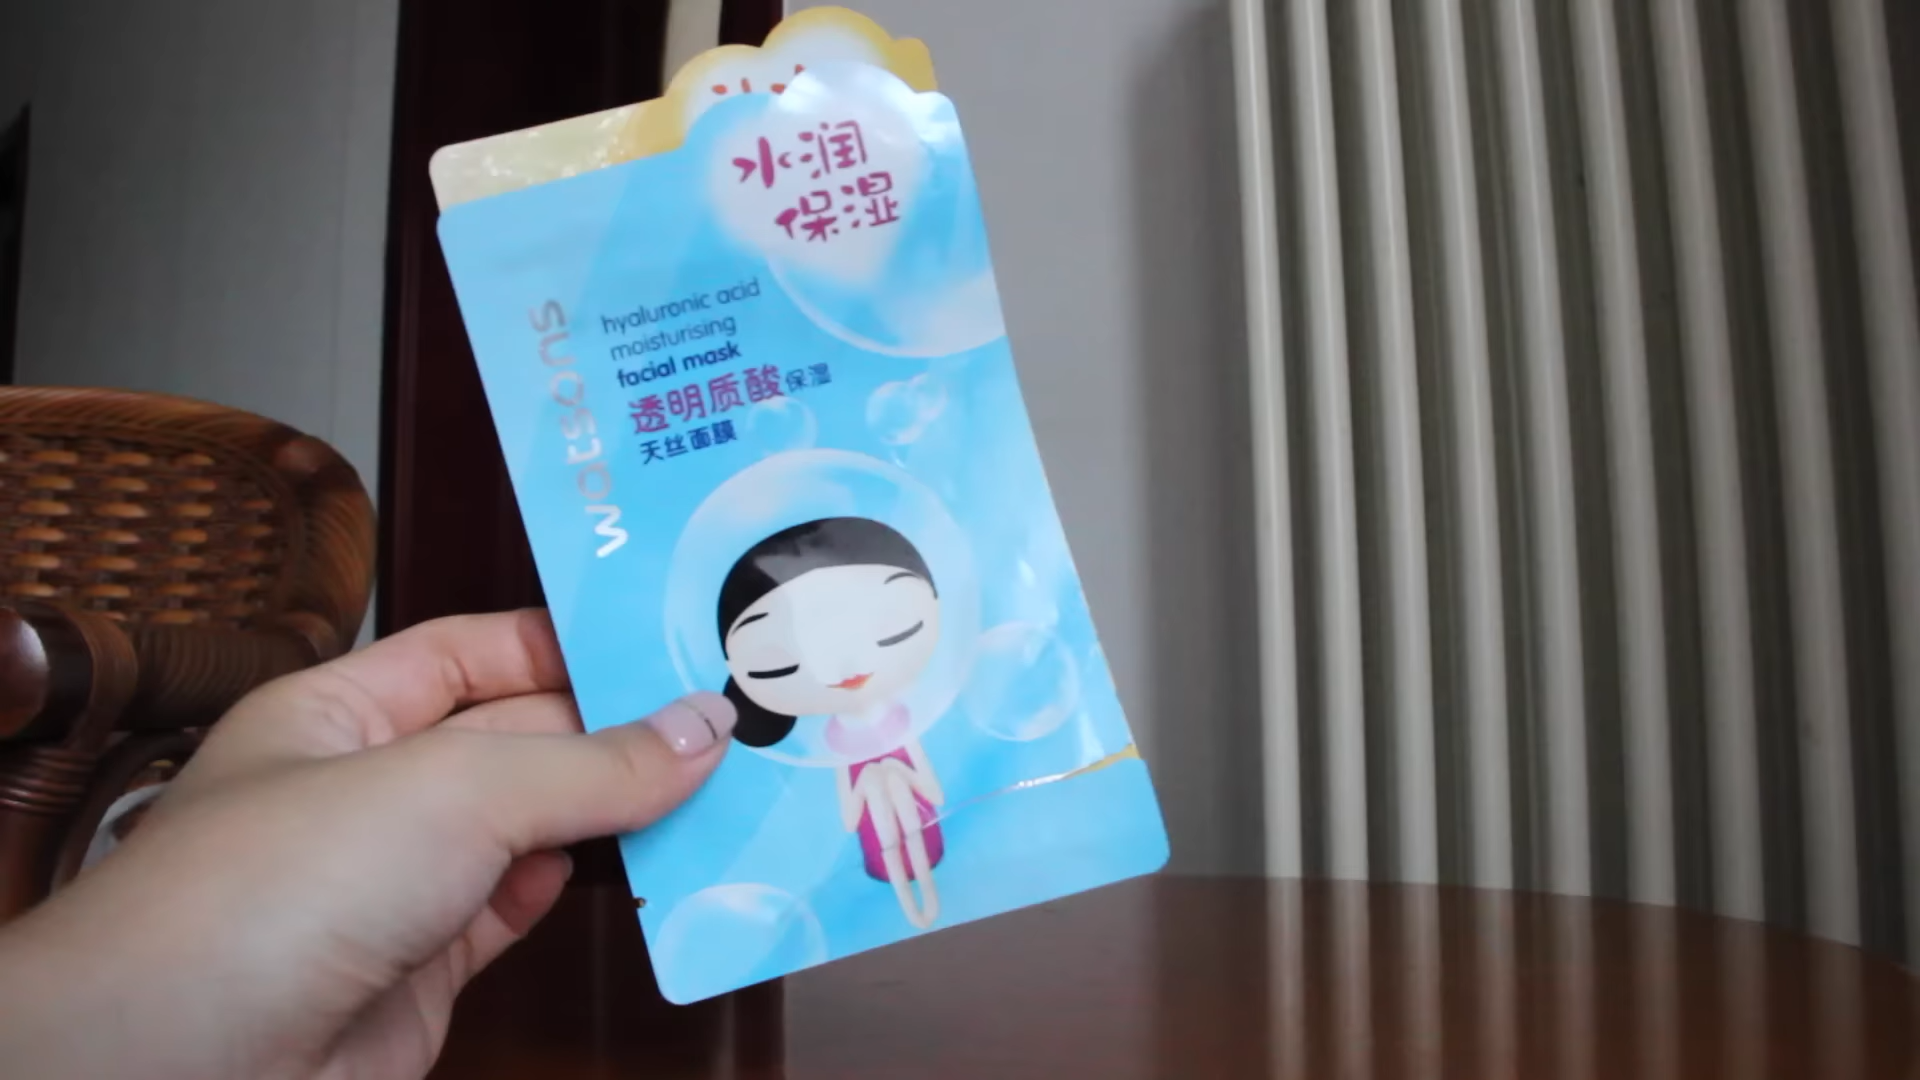 水润
保湿
watsons
hyaluronic acid
moisturising
facial mask
透明质酸保湿
天丝面膜